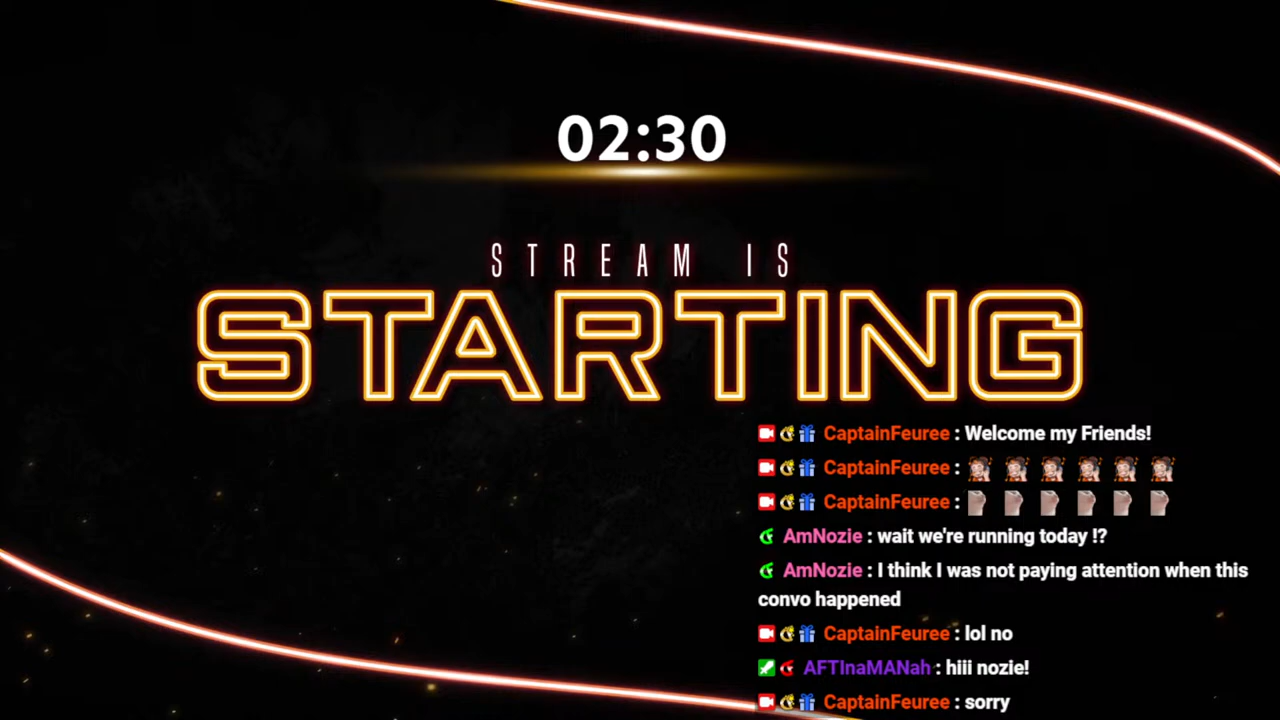 02:30
STREAM IS
STARTING
CaptainFeuree : Welcome my Friends!
CaptainFeuree :
CaptainFeuree :
AmNozie : wait we're running today !?
AmNozie : I think I was not paying attention when this
convo happened
CaptainFeuree : lol no
AFTInaMANah : hiii nozie!
CaptainFeuree : sorry